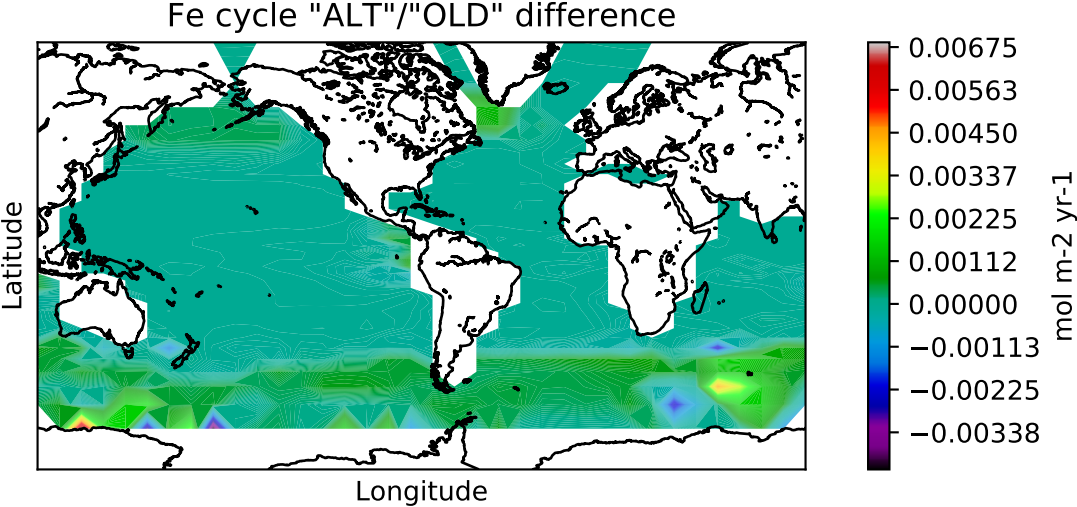 Fe cycle "ALT"/"OLD" difference
Latitude
Longitude
0.00675
0.00563
0.00450
0.00337
0.00225
0.00112
0.00000
−0.00113
−0.00225
−0.00338
mol m-2 yr-1